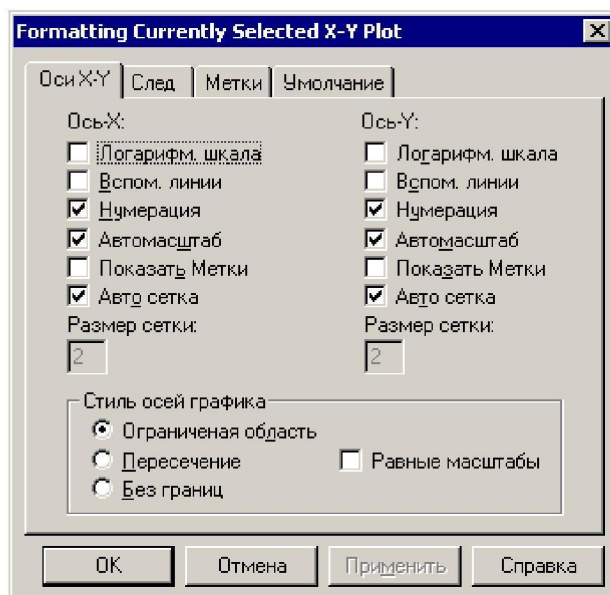 Formatting Currently Selected X-Y Plot
Оси X-Y След Метки Умолчание
Ось-X: Ось-Y:
Логарифм. шкала Логарифм. шкала
Вспом. линии Вспом. линии
Нумерация Нумерация
Автомасштаб Автомасштаб
Показать Метки Показать Метки
Авто сетка Авто сетка
Размер сетки: Размер сетки:
2 2
Стиль осей графика
Ограниченая область
Пересечение Равные масштабы
Без границ
OK Отмена Применить Справка